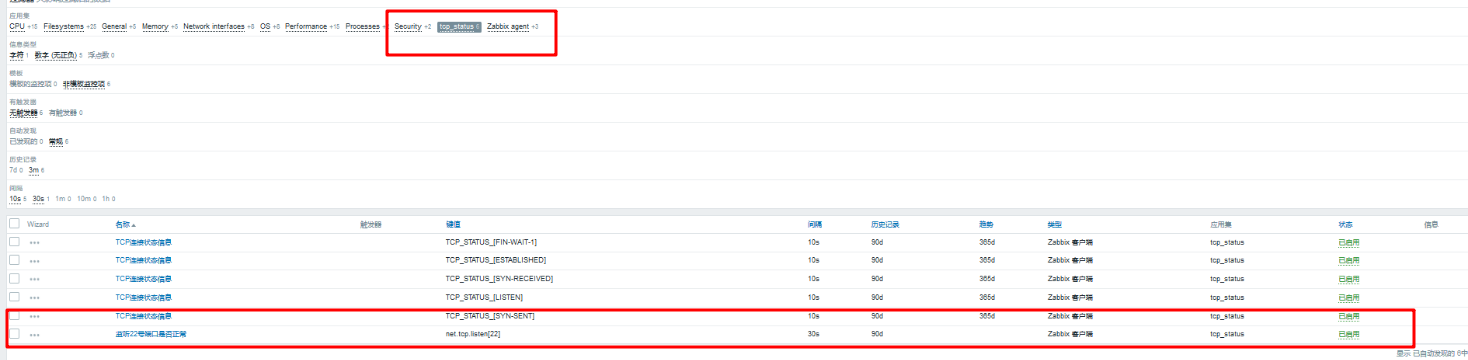 应用集
CPU +18 Filesystems +25 General +5 Memory +5 Network interfaces +8 OS +8 Performance +15 Processes Security +2 tcp_status 6 Zabbix agent +3
信息类型
字符 1 数字 (无正负) 5 浮点数 0
模板
模板的监控项 0 非模板监控项 6
有触发器
无触发器 6 有触发器 0
自动发现
已发现的 0 常规 6
历史记录
7d 0 3m 6
间隔
10s 5 30s 1 1m 0 10m 0 1h 0
Wizard 名称 触发器 键值 间隔 历史记录 趋势 类型 应用集 状态 信息
TCP连接状态信息 TCP_STATUS_[FIN-WAIT-1] 10s 90d 365d Zabbix 客户端 tcp_status 已启用
TCP连接状态信息 TCP_STATUS_[ESTABLISHED] 10s 90d 365d Zabbix 客户端 tcp_status 已启用
TCP连接状态信息 TCP_STATUS_[SYN-RECEIVED] 10s 90d 365d Zabbix 客户端 tcp_status 已启用
TCP连接状态信息 TCP_STATUS_[LISTEN] 10s 90d 365d Zabbix 客户端 tcp_status 已启用
TCP连接状态信息 TCP_STATUS_[SYN-SENT] 10s 90d 365d Zabbix 客户端 tcp_status 已启用
监听22号端口是否正常 net.tcp.listen[22] 30s 90d Zabbix 客户端 tcp_status 已启用
显示 已自动发现的 6中